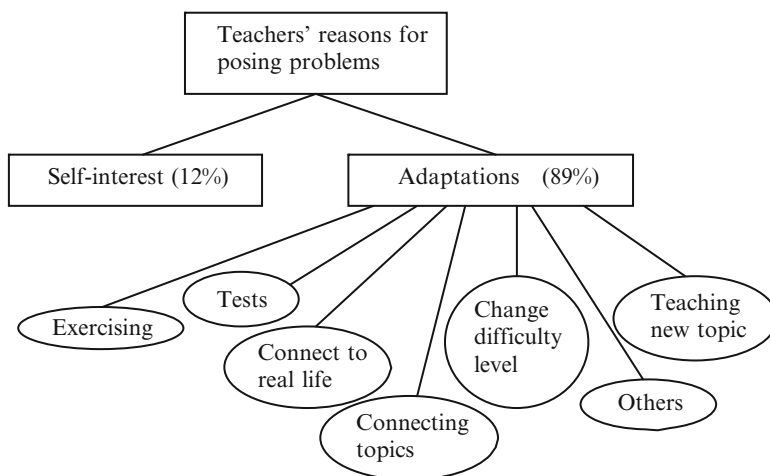 Teachers' reasons for
posing problems
Self-interest (12%)
Adaptations (89%)
Exercising
Tests
Connect to
real life
Connecting
topics
Change
difficulty
level
Others
Teaching
new topic